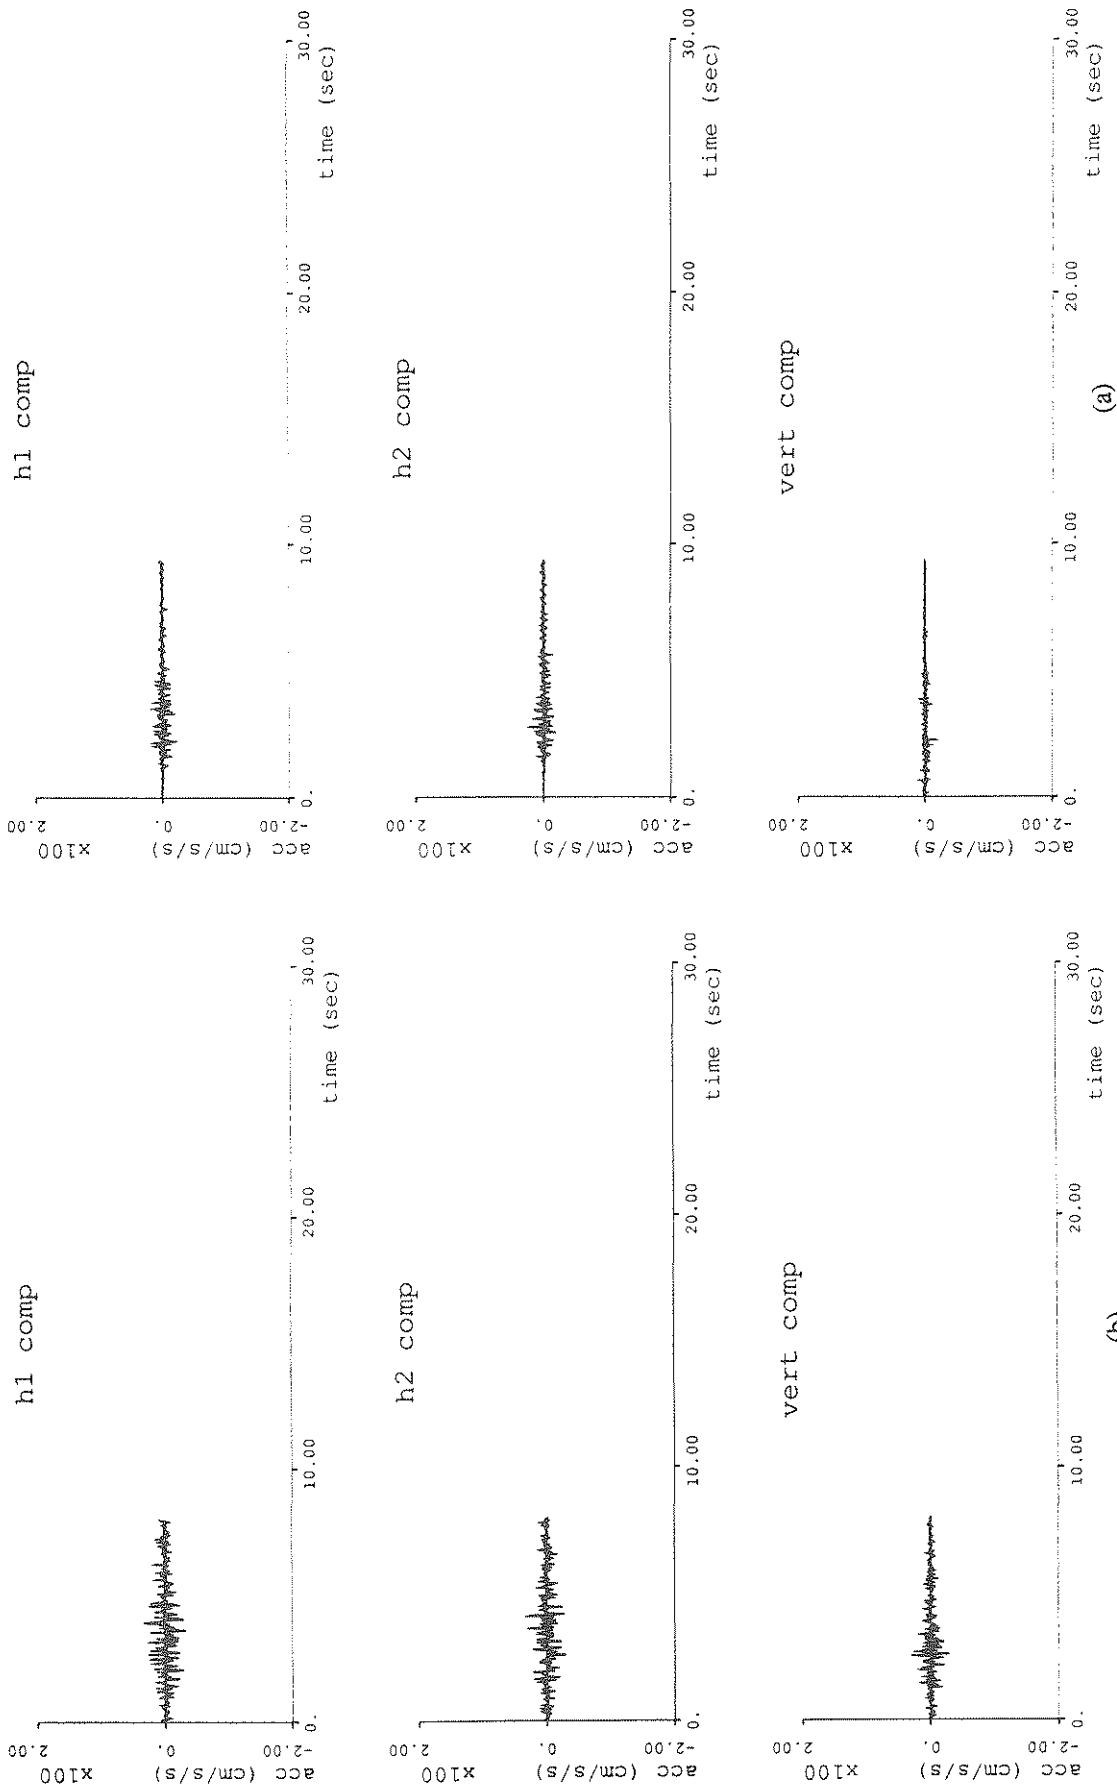 h1 comp
x100
acc (cm/s/s)
2.00
0.
-2.00
0.
10.00
20.00
30.00
time (sec)
h2 comp
x100
acc (cm/s/s)
2.00
0.
-2.00
0.
10.00
20.00
30.00
time (sec)
vert comp
x100
acc (cm/s/s)
2.00
0.
-2.00
0.
10.00
20.00
30.00
time (sec)
(b)
h1 comp
x100
acc (cm/s/s)
2.00
0.
-2.00
0.
10.00
20.00
30.00
time (sec)
h2 comp
x100
acc (cm/s/s)
2.00
0.
-2.00
0.
10.00
20.00
30.00
time (sec)
vert comp
x100
acc (cm/s/s)
2.00
0.
-2.00
0.
10.00
20.00
30.00
time (sec)
(a)